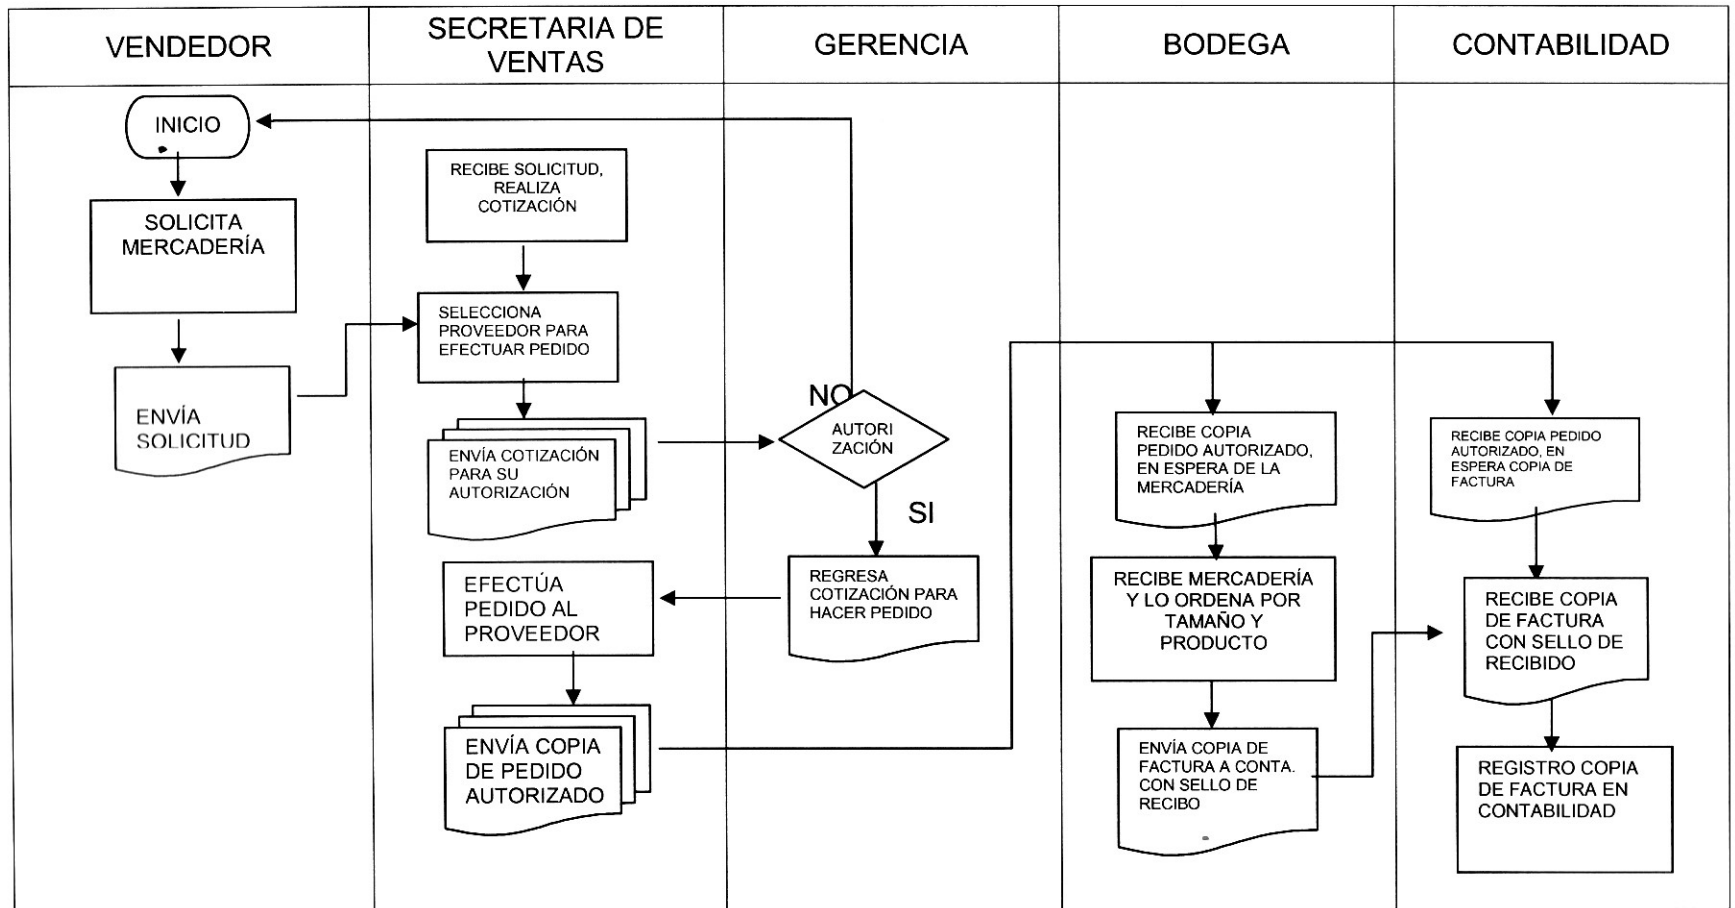 VENDEDOR
SECRETARIA DE
VENTAS
GERENCIA
BODEGA
CONTABILIDAD
INICIO
SOLICITA
MERCADERÍA
ENVÍA
SOLICITUD
RECIBE SOLICITUD,
REALIZA
COTIZACIÓN
SELECCIONA
PROVEEDOR PARA
EFECTUAR PEDIDO
ENVÍA COTIZACIÓN
PARA SU
AUTORIZACIÓN
EFECTÚA
PEDIDO AL
PROVEEDOR
ENVÍA COPIA
DE PEDIDO
AUTORIZADO
NO
AUTORI
ZACIÓN
SI
REGRESA
COTIZACIÓN PARA
HACER PEDIDO
RECIBE COPIA
PEDIDO AUTORIZADO,
EN ESPERA DE LA
MERCADERÍA
RECIBE MERCADERÍA
Y LO ORDENA POR
TAMAÑO Y
PRODUCTO
ENVÍA COPIA DE
FACTURA A CONTA.
CON SELLO DE
RECIBO
RECIBE COPIA PEDIDO
AUTORIZADO, EN
ESPERA COPIA DE
FACTURA
RECIBE COPIA
DE FACTURA
CON SELLO DE
RECIBIDO
REGISTRO COPIA
DE FACTURA EN
CONTABILIDAD